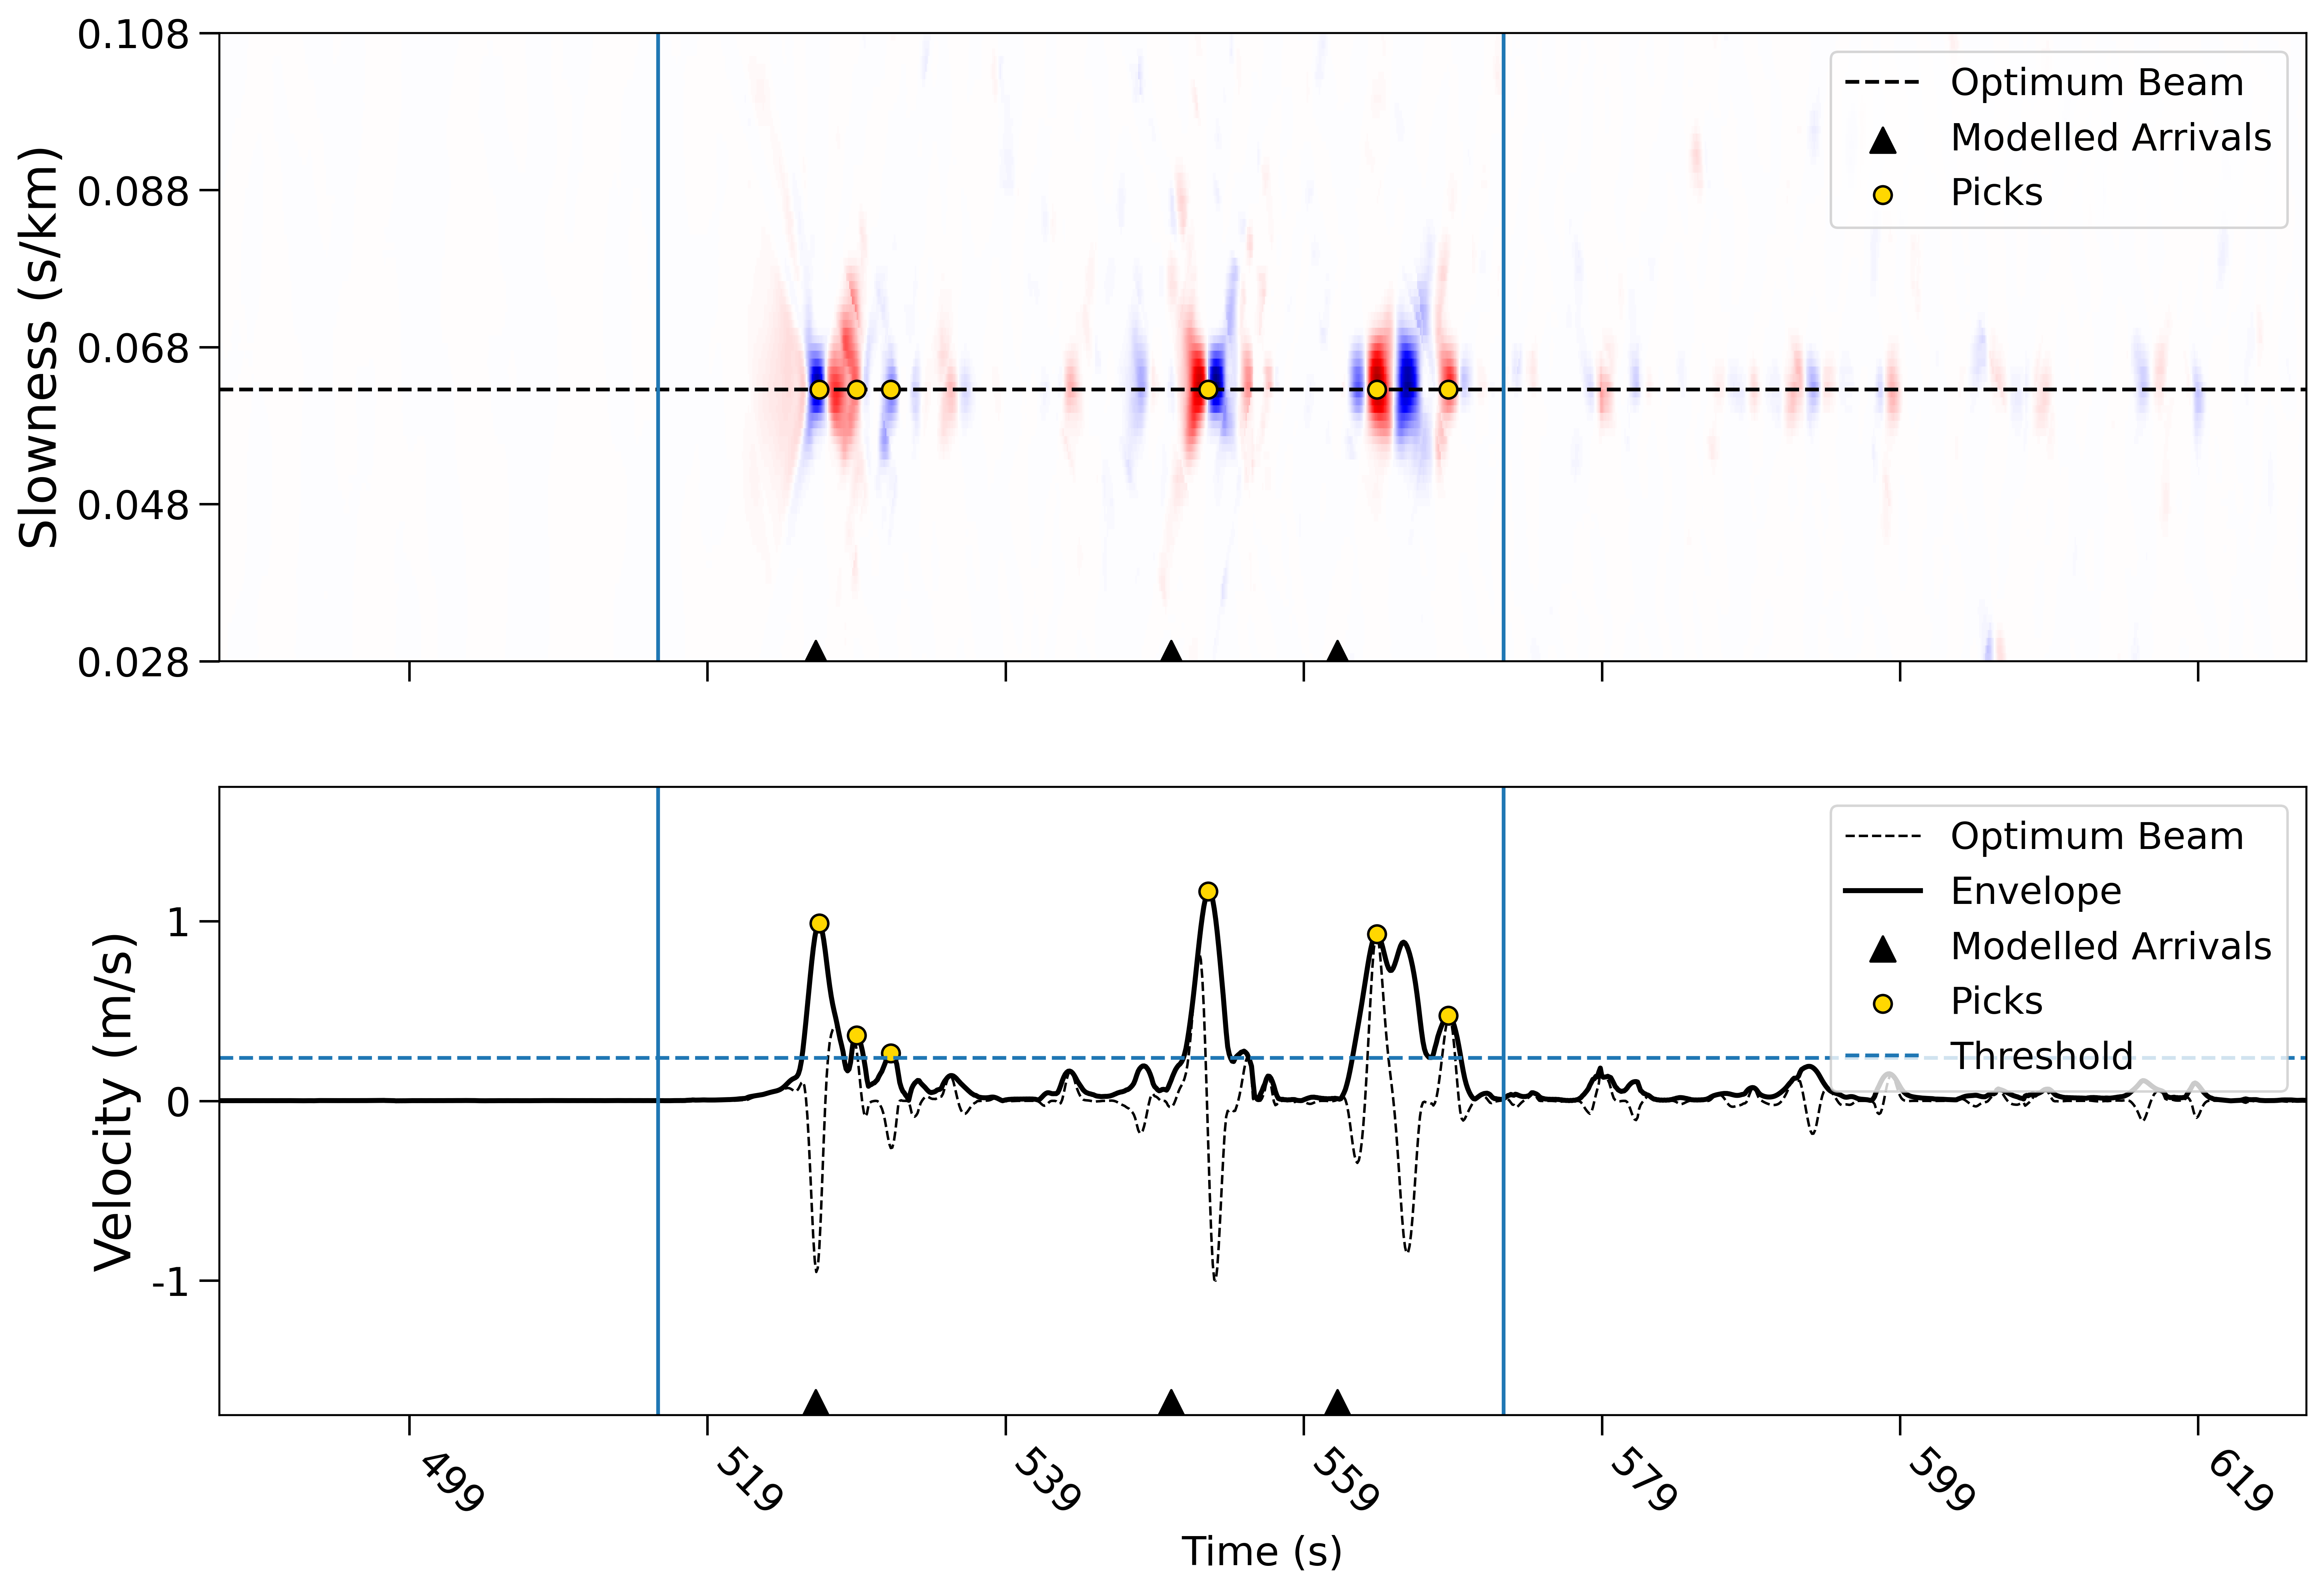 0.108
0.088
0.068
0.048
0.028
Slowness (s/km)
Optimum Beam
Modelled Arrivals
Picks
1
0
-1
Velocity (m/s)
Optimum Beam
Envelope
Modelled Arrivals
Picks
Threshold
499
519
539
559
579
599
619
Time (s)